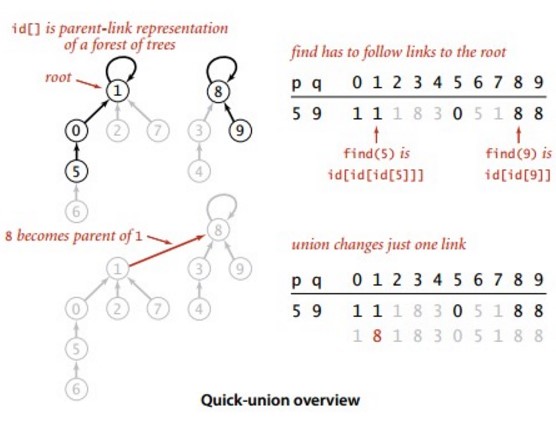 id[] is parent-link representation
of a forest of trees
root
1
8
0
2
7
3
9
5
4
6
8 becomes parent of 1
8
1
3
9
0
2
7
4
5
6
find has to follow links to the root
p q 0 1 2 3 4 5 6 7 8 9
5 9 1 1 1 8 3 0 5 1 8 8
find(5) is
id[id[id[5]]]
find(9) is
id[id[9]]
union changes just one link
p q 0 1 2 3 4 5 6 7 8 9
5 9 1 1 1 8 3 0 5 1 8 8
1 8 1 8 3 0 5 1 8 8
Quick-union overview